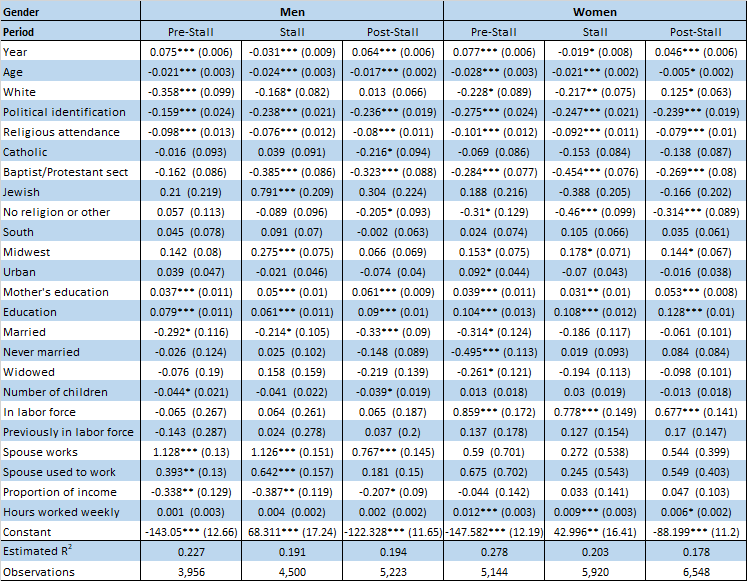 Gender Men Women
Period Pre-Stall Stall Post-Stall Pre-Stall Stall Post-Stall
Year 0.075*** (0.006) -0.031*** (0.009) 0.064*** (0.006) 0.077*** (0.006) -0.019* (0.008) 0.046*** (0.006)
Age -0.021*** (0.003) -0.024*** (0.003) -0.017*** (0.002) -0.028*** (0.003) -0.021*** (0.002) -0.005* (0.002)
White -0.358*** (0.099) -0.168* (0.082) 0.013 (0.066) -0.228* (0.089) -0.217** (0.075) 0.125* (0.063)
Political identification -0.159*** (0.024) -0.238*** (0.021) -0.236*** (0.019) -0.275*** (0.024) -0.247*** (0.021) -0.239*** (0.019)
Religious attendance -0.098*** (0.013) -0.076*** (0.012) -0.08*** (0.011) -0.101*** (0.012) -0.092*** (0.011) -0.079*** (0.01)
Catholic -0.016 (0.093) 0.039 (0.091) -0.216* (0.094) -0.069 (0.086) -0.153 (0.084) -0.138 (0.087)
Baptist/Protestant sect -0.162 (0.086) -0.385*** (0.086) -0.323*** (0.088) -0.284*** (0.077) -0.454*** (0.076) -0.269*** (0.08)
Jewish 0.21 (0.219) 0.791*** (0.209) 0.304 (0.224) 0.188 (0.216) -0.388 (0.205) -0.166 (0.202)
No religion or other 0.057 (0.113) -0.089 (0.096) -0.205* (0.093) -0.31* (0.129) -0.46*** (0.099) -0.314*** (0.089)
South 0.045 (0.078) 0.091 (0.07) -0.002 (0.063) 0.024 (0.074) 0.105 (0.066) 0.035 (0.061)
Midwest 0.142 (0.08) 0.275*** (0.075) 0.066 (0.069) 0.153* (0.075) 0.178* (0.071) 0.144* (0.067)
Urban 0.039 (0.047) -0.021 (0.046) -0.074 (0.04) 0.092* (0.044) -0.07 (0.043) -0.016 (0.038)
Mother's education 0.037*** (0.011) 0.05*** (0.01) 0.061*** (0.009) 0.039*** (0.011) 0.031** (0.01) 0.053*** (0.008)
Education 0.079*** (0.011) 0.061*** (0.011) 0.09*** (0.01) 0.104*** (0.013) 0.108*** (0.012) 0.128*** (0.01)
Married -0.292* (0.116) -0.214* (0.105) -0.33*** (0.09) -0.314* (0.124) -0.186 (0.117) -0.061 (0.101)
Never married -0.026 (0.124) 0.025 (0.102) -0.148 (0.089) -0.495*** (0.113) 0.019 (0.093) 0.084 (0.084)
Widowed -0.076 (0.19) 0.158 (0.159) -0.219 (0.139) -0.261* (0.121) -0.194 (0.113) -0.098 (0.101)
Number of children -0.044* (0.021) -0.041 (0.022) -0.039* (0.019) 0.013 (0.018) 0.03 (0.019) -0.013 (0.018)
In labor force -0.065 (0.267) 0.064 (0.261) 0.065 (0.187) 0.859*** (0.172) 0.778*** (0.149) 0.677*** (0.141)
Previously in labor force -0.143 (0.287) 0.024 (0.278) 0.037 (0.2) 0.137 (0.178) 0.127 (0.154) 0.17 (0.147)
Spouse works 1.128*** (0.13) 1.126*** (0.151) 0.767*** (0.145) 0.59 (0.701) 0.272 (0.538) 0.544 (0.399)
Spouse used to work 0.393** (0.13) 0.642*** (0.157) 0.181 (0.15) 0.675 (0.702) 0.245 (0.543) 0.549 (0.403)
Proportion of income -0.338** (0.129) -0.387** (0.119) -0.207* (0.09) -0.044 (0.142) 0.033 (0.141) 0.047 (0.103)
Hours worked weekly 0.001 (0.003) 0.004 (0.002) 0.002 (0.002) 0.012*** (0.003) 0.009*** (0.003) 0.006* (0.002)
Constant -143.05*** (12.66) 68.311*** (17.24) -122.328*** (11.65) -147.582*** (12.19) 42.996** (16.41) -88.199*** (11.2)
Estimated R² 0.227 0.191 0.194 0.278 0.203 0.178
Observations 3,956 4,500 5,223 5,144 5,920 6,548